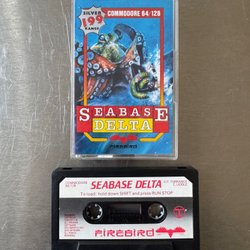 SILVER
199
RANGE
COMMODORE 64/128
SEABASE
DELTA
FIREBIRD
SEABASE DELTA
To load: hold down SHIFT and press RUN STOP
FIREBIRD